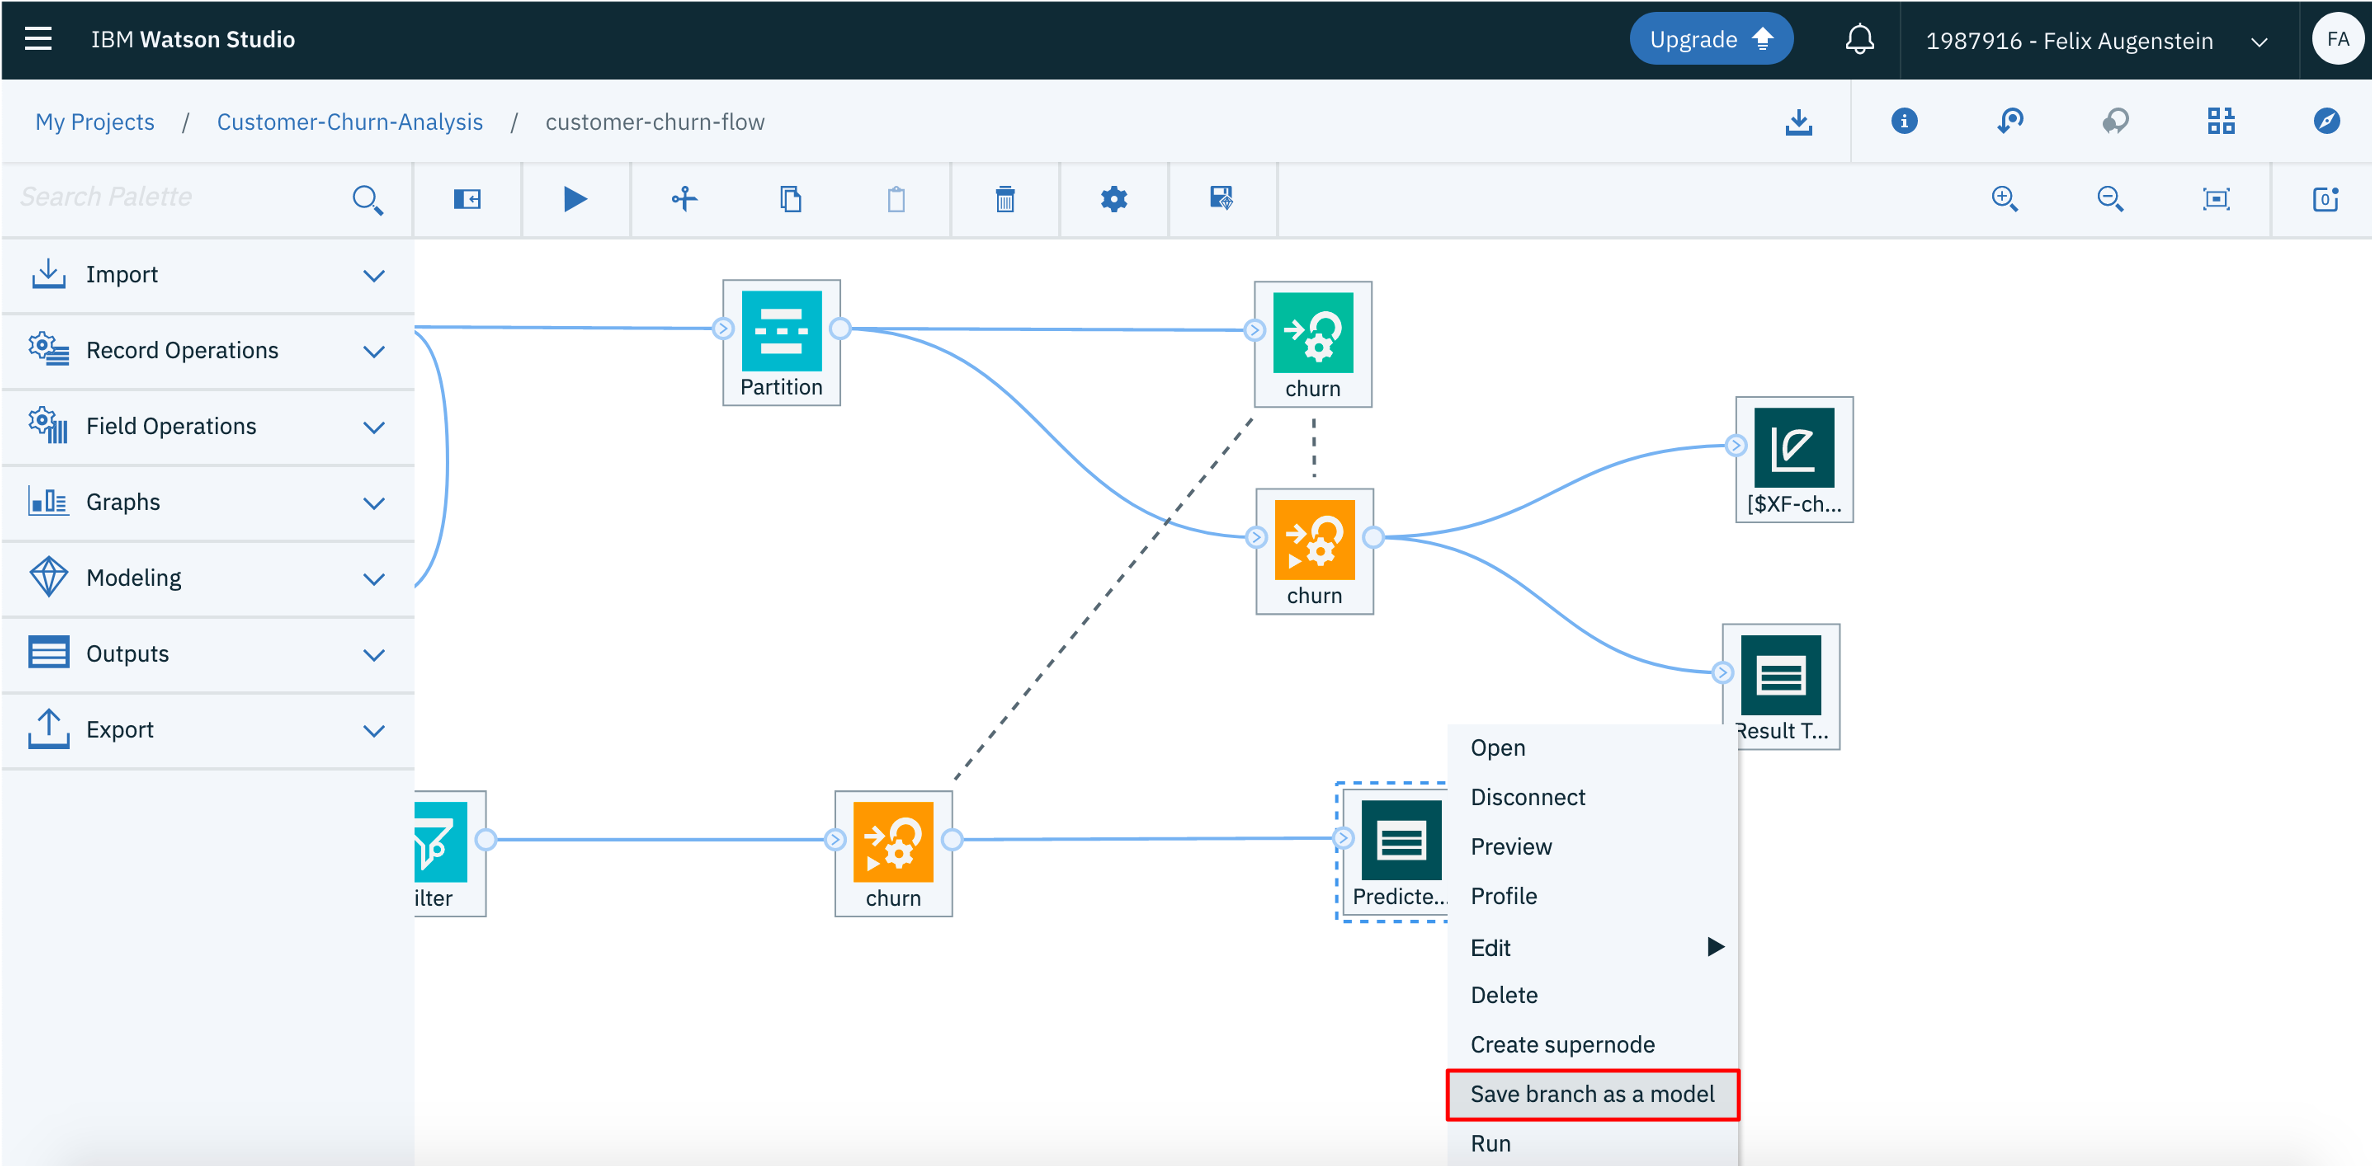 IBM Watson Studio
Upgrade
1987916 - Felix Augenstein
FA
My Projects / Customer-Churn-Analysis / customer-churn-flow
Search Palette
0
Import
Record Operations
Field Operations
Graphs
Modeling
Outputs
Export
Partition
churn
[$XF-ch...
churn
Result T...
ilter
churn
Predicte...
Open
Disconnect
Preview
Profile
Edit
Delete
Create supernode
Save branch as a model
Run